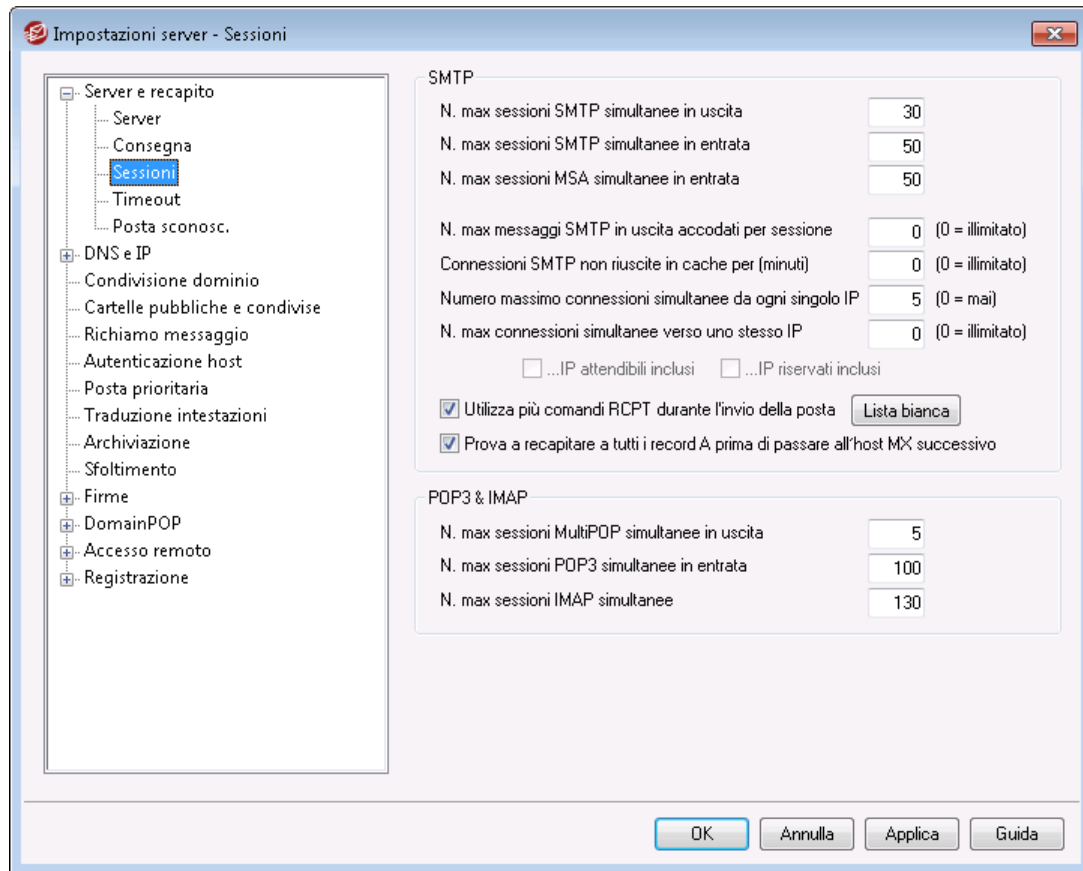 Impostazioni server - Sessioni
Server e recapito
Server
Consegna
Sessioni
Timeout
Posta sconosc.
DNS e IP
Condivisione dominio
Cartelle pubbliche e condivise
Richiamo messaggio
Autenticazione host
Posta prioritaria
Traduzione intestazioni
Archiviazione
Sfoltimento
Firme
DomainPOP
Accesso remoto
Registrazione
SMTP
N. max sessioni SMTP simultanee in uscita 30
N. max sessioni SMTP simultanee in entrata 50
N. max sessioni MSA simultanee in entrata 50
N. max messaggi SMTP in uscita accodati per sessione 0 (0 = illimitato)
Connessioni SMTP non riuscite in cache per (minuti) 0 (0 = illimitato)
Numero massimo connessioni simultanee da ogni singolo IP 5 (0 = mai)
N. max connessioni simultanee verso uno stesso IP 0 (0 = illimitato)
...IP attendibili inclusi ...IP riservati inclusi
Utilizza più comandi RCPT durante l'invio della posta Lista bianca
Prova a recapitare a tutti i record A prima di passare all'host MX successivo
POP3 & IMAP
N. max sessioni MultiPOP simultanee in uscita 5
N. max sessioni POP3 simultanee in entrata 100
N. max sessioni IMAP simultanee 130
OK Annulla Applica Guida